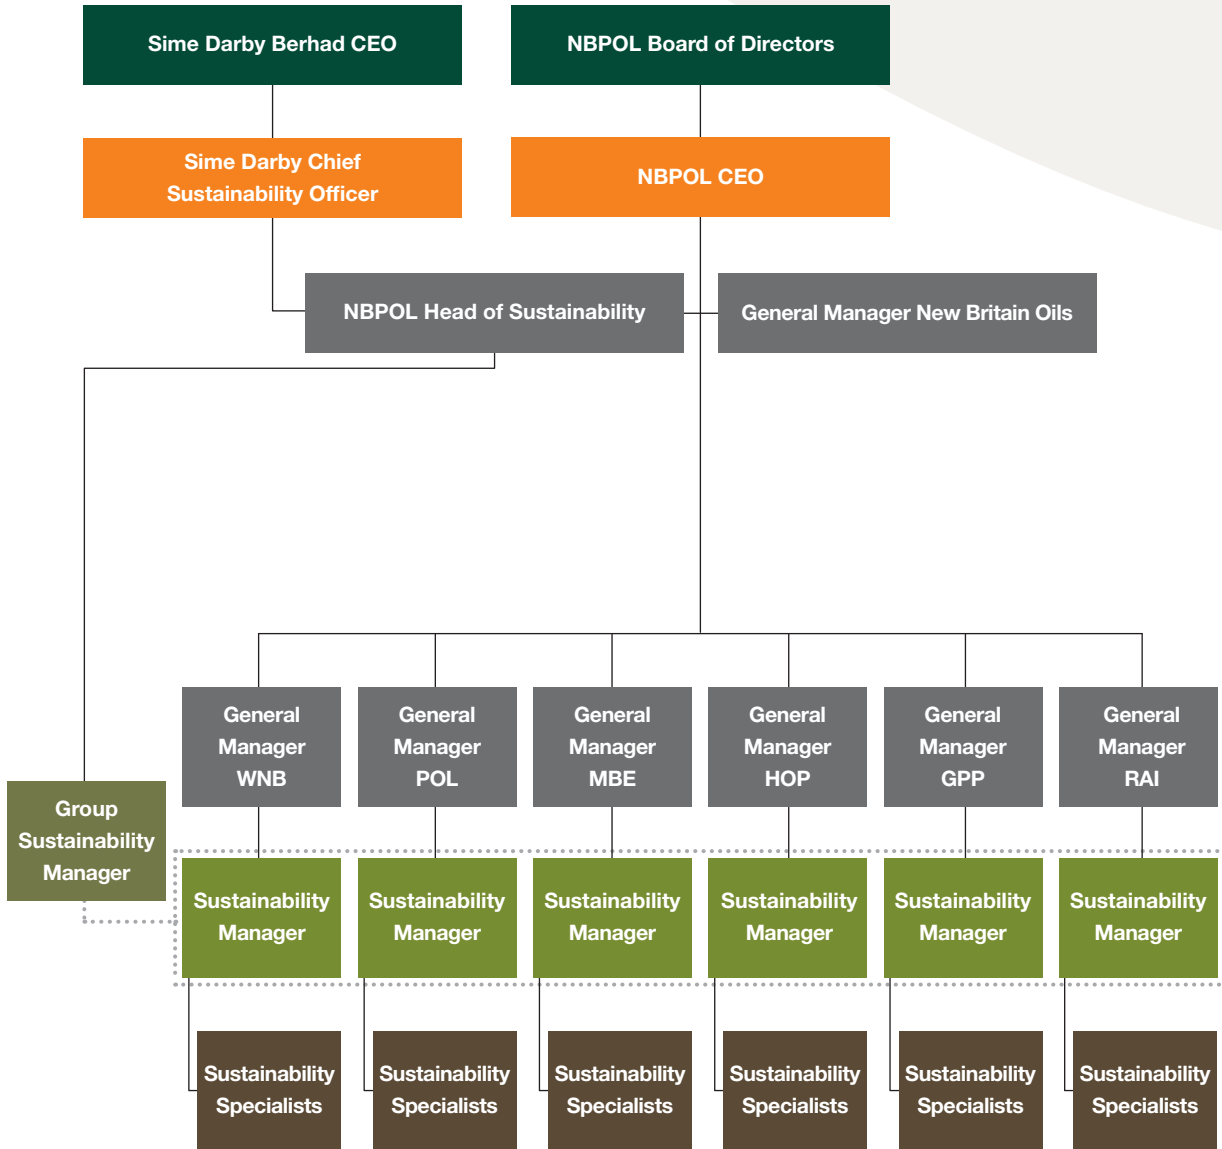 Sime Darby Berhad CEO
NBPOL Board of Directors
Sime Darby Chief
Sustainability Officer
NBPOL CEO
NBPOL Head of Sustainability
General Manager New Britain Oils
General
Manager
WNB
General
Manager
POL
General
Manager
MBE
General
Manager
HOP
General
Manager
GPP
General
Manager
RAI
Group
Sustainability
Manager
Sustainability
Manager
Sustainability
Manager
Sustainability
Manager
Sustainability
Manager
Sustainability
Manager
Sustainability
Manager
Sustainability
Specialists
Sustainability
Specialists
Sustainability
Specialists
Sustainability
Specialists
Sustainability
Specialists
Sustainability
Specialists